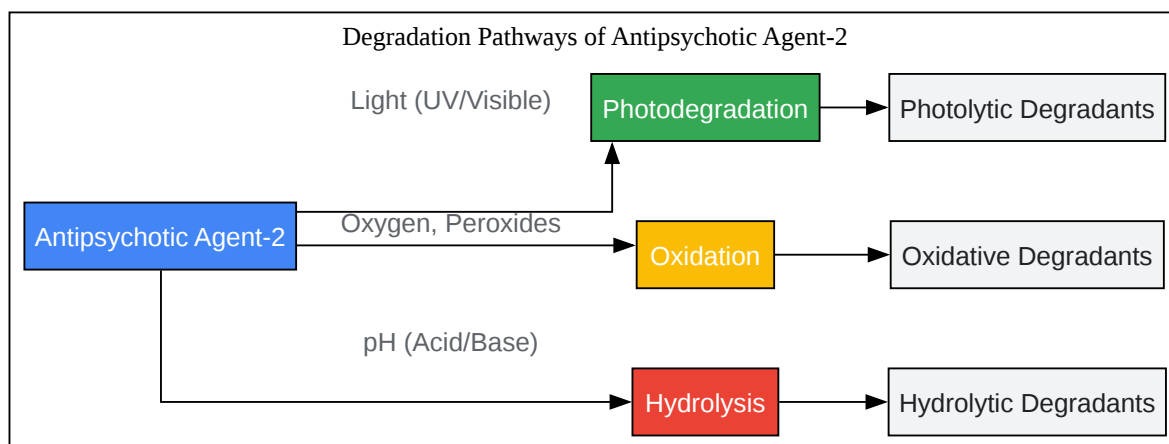 Degradation Pathways of Antipsychotic Agent-2
Light (UV/Visible)
Photodegradation
Photolytic Degradants
Antipsychotic Agent-2
Oxygen, Peroxides
Oxidation
Oxidative Degradants
pH (Acid/Base)
Hydrolysis
Hydrolytic Degradants